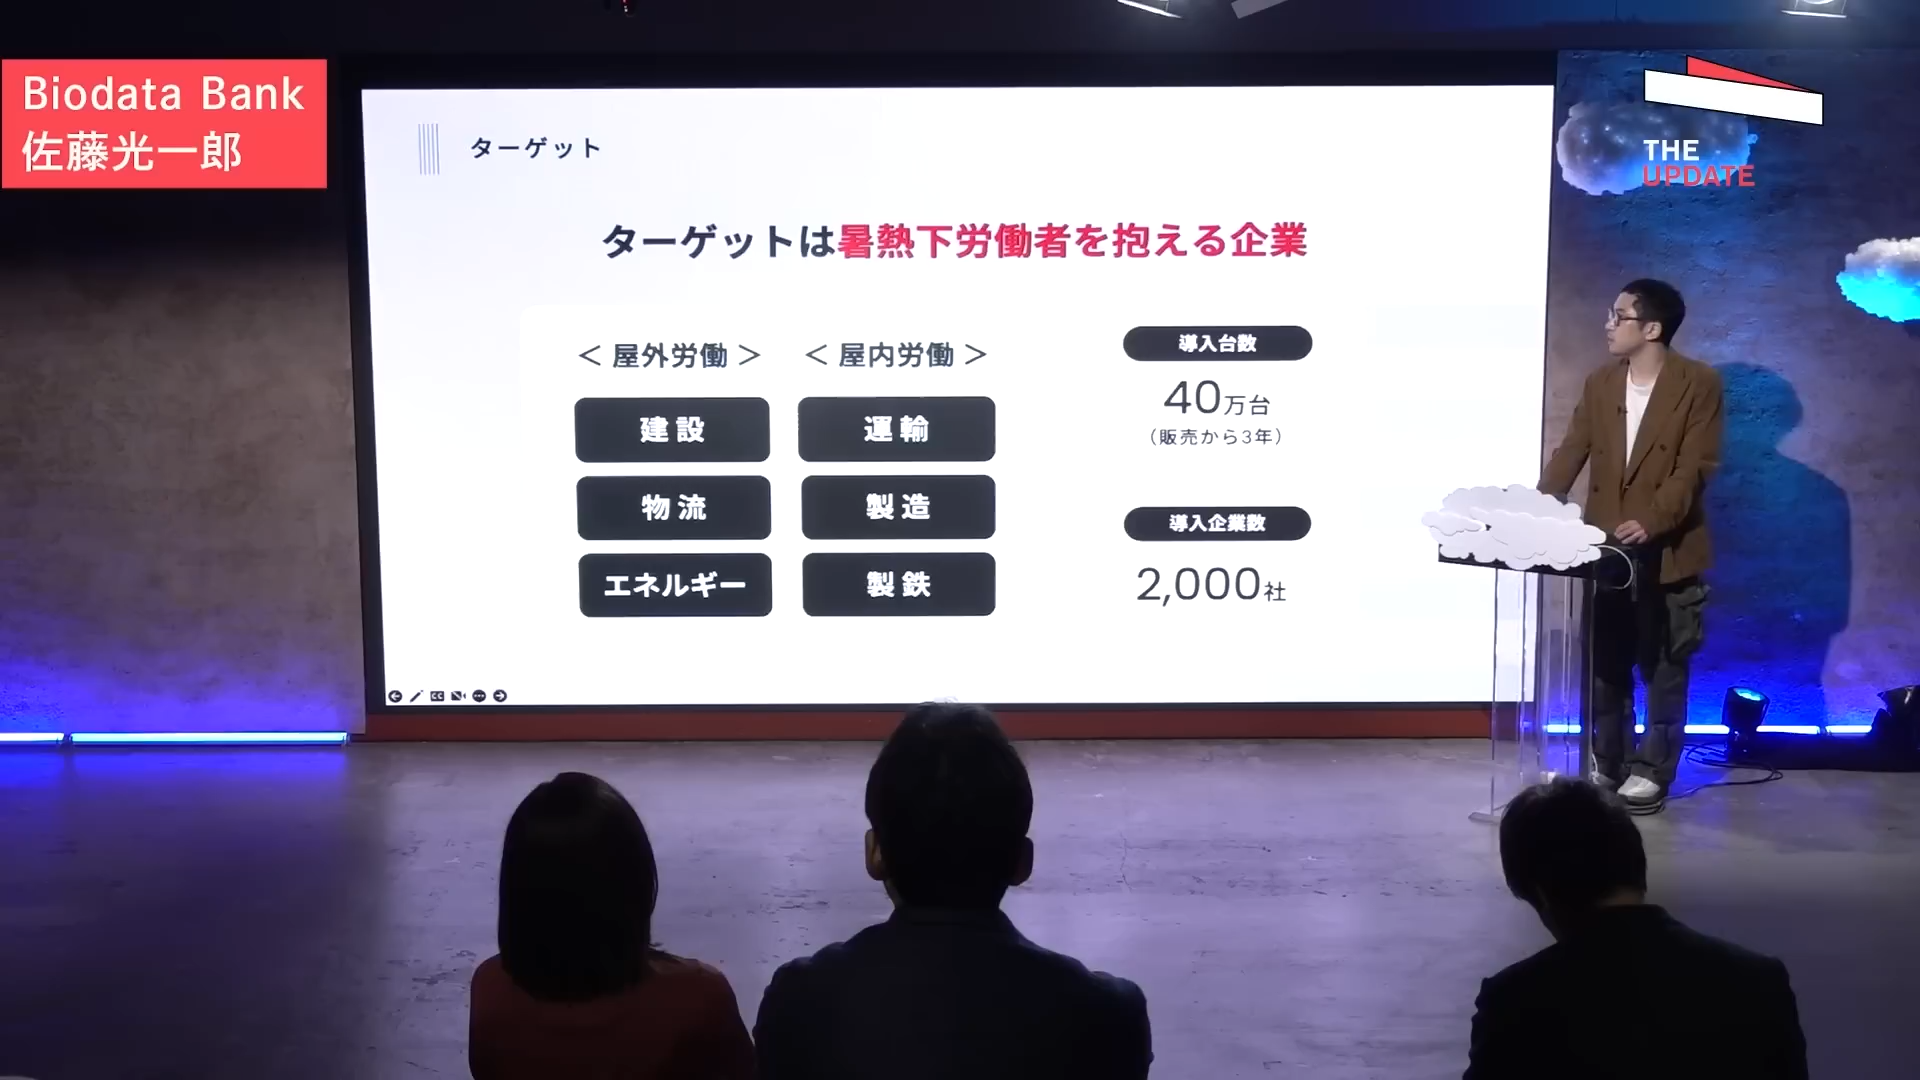 Biodata Bank
佐藤光一郎
THE
UPDATE
ターゲット
ターゲットは暑熱下労働者を抱える企業
＜ 屋外労働 ＞
建設
物流
エネルギー
＜ 屋内労働 ＞
運輸
製造
製鉄
導入台数
40万台
（販売から3年）
導入企業数
2,000社